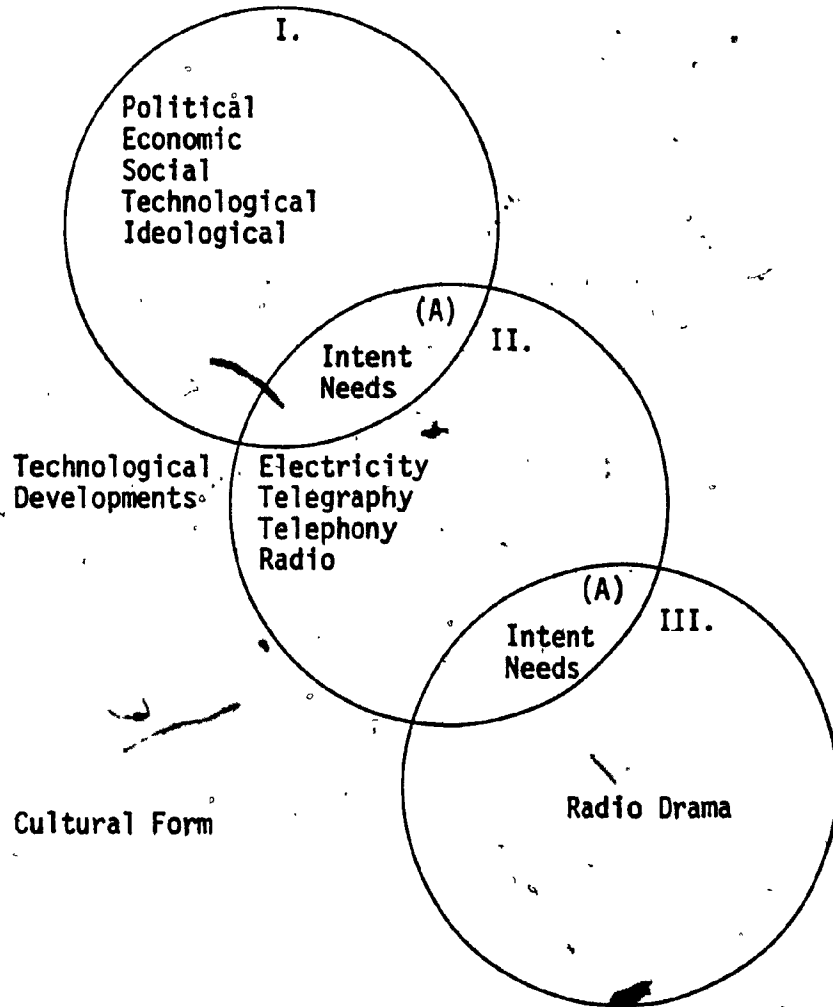 I.
Political
Economic
Social
Technological
Ideological
(A)
II.
Intent
Needs
Technological
Developments
Electricity
Telegraphy
Telephony
Radio
(A)
III.
Intent
Needs
Radio Drama
Cultural Form